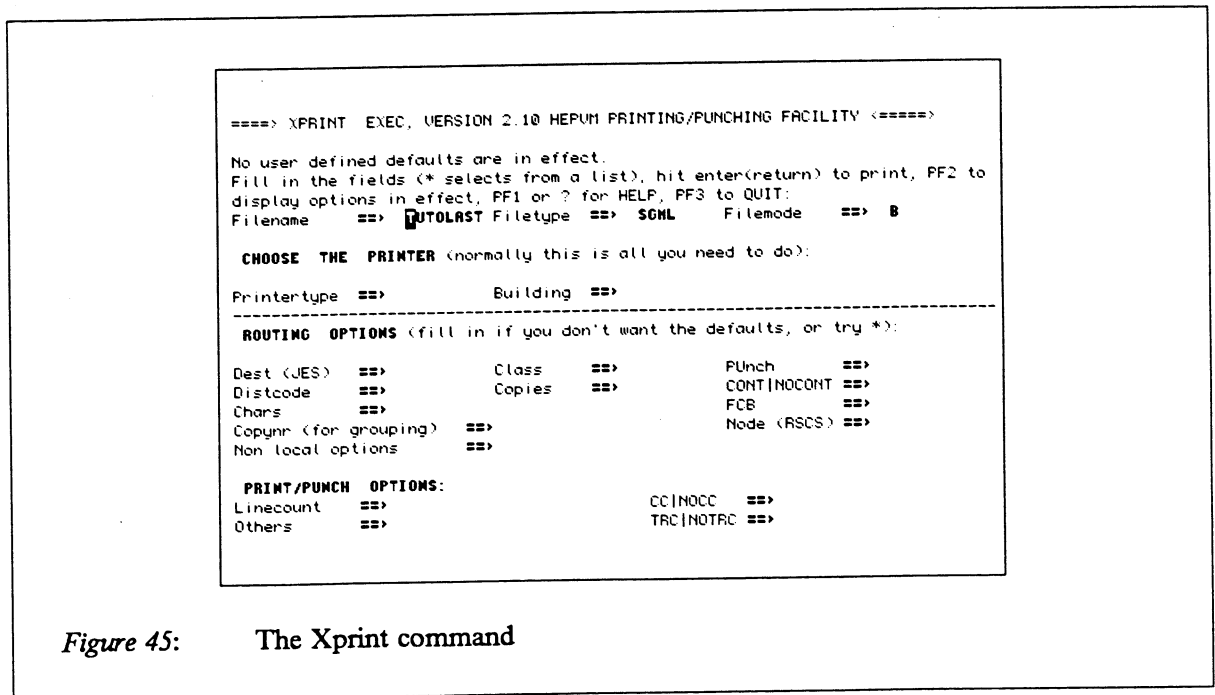 ====> XPRINT EXEC, VERSION 2.10 HEPVM PRINTING/PUNCHING FACILITY <=====>
No user defined defaults are in effect.
Fill in the fields (* selects from a list), hit enter(return) to print, PF2 to
display options in effect, PF1 or ? for HELP, PF3 to QUIT:
Filename ==> TUTOLAST Filetype ==> SGML Filemode ==> B
CHOOSE THE PRINTER (normally this is all you need to do):
Printertype ==> Building ==>
--------------------------------------------------------------------------------
ROUTING OPTIONS (fill in if you don't want the defaults, or try *):
Dest (JES) ==> Class ==> PUnch ==>
Distcode ==> Copies ==> CONT|NOCONT ==>
Chars ==> FCB ==>
Copynr (for grouping) ==> Node (RSCS) ==>
Non local options ==>
PRINT/PUNCH OPTIONS:
Linecount ==> CC|NOCC ==>
Others ==> TRC|NOTRC ==>
Figure 45: The Xprint command